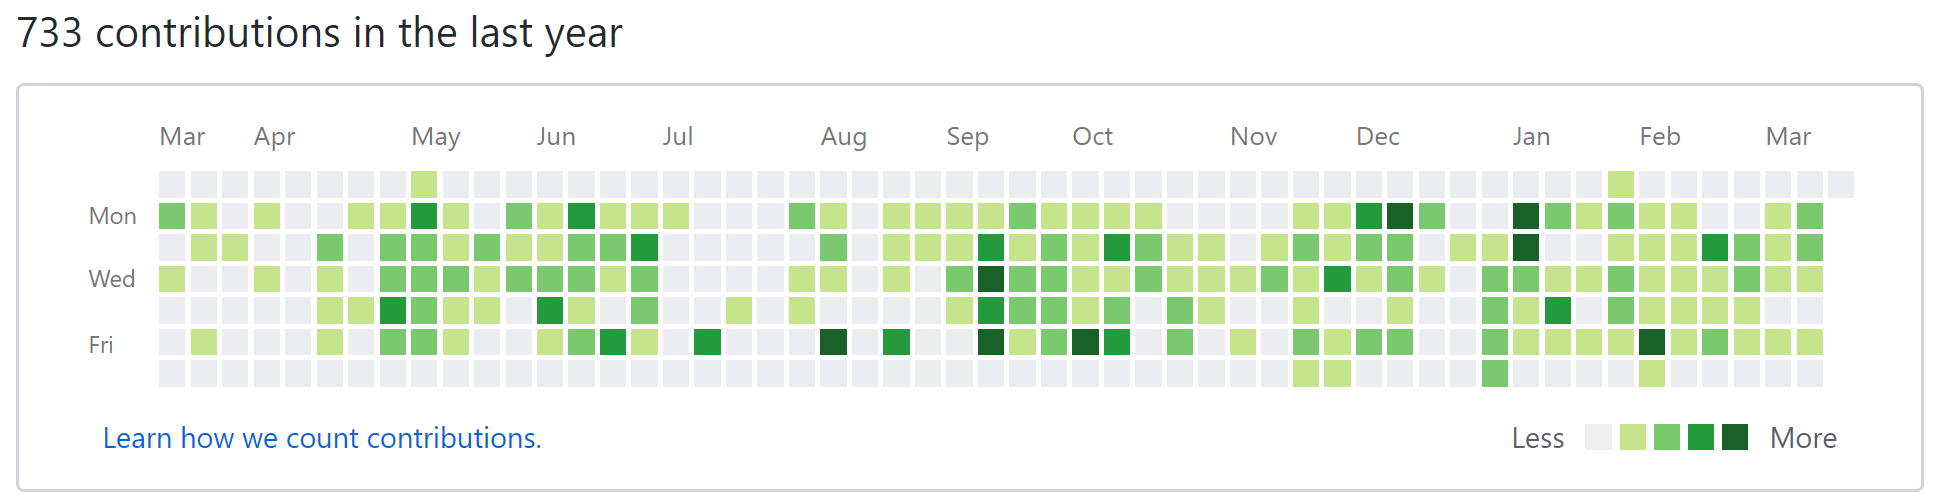 733 contributions in the last year
Mar Apr May Jun Jul Aug Sep Oct Nov Dec Jan Feb Mar
Mon
Wed
Fri
Learn how we count contributions.
Less More